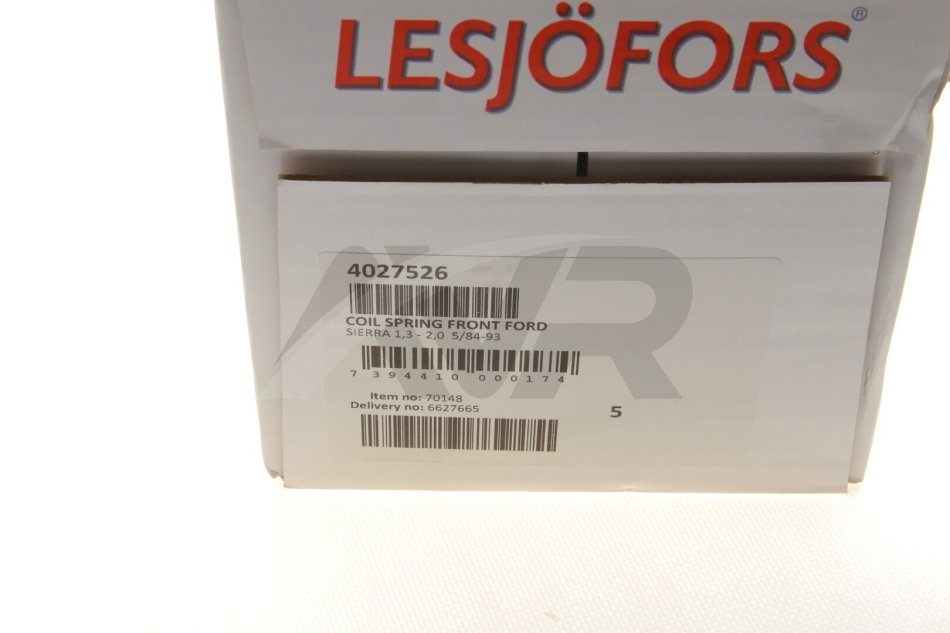 LESJÖFORS®
4027526
COIL SPRING FRONT FORD
SIERRA 1,3 - 2,0 5/84-93
7 394410 000174
Item no: 70148
Delivery no: 6627665
5